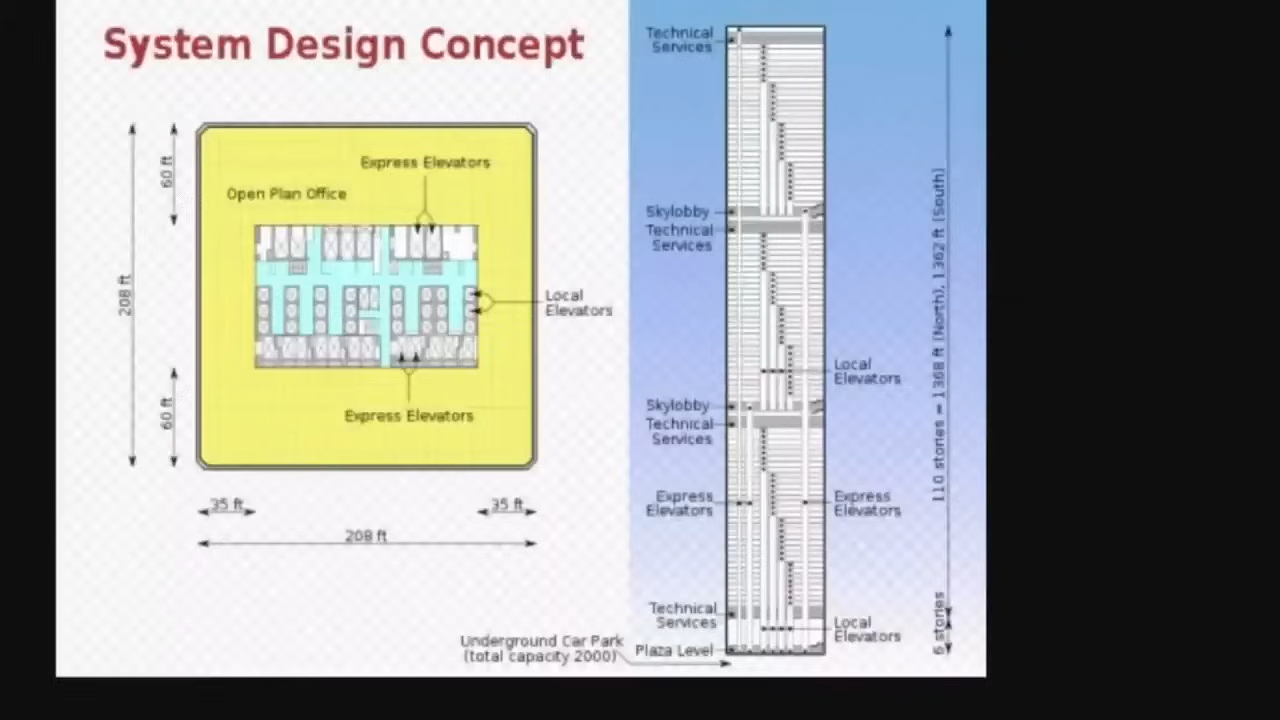 System Design Concept
60 ft
208 ft
60 ft
Express Elevators
Open Plan Office
Local
Elevators
Express Elevators
35 ft
35 ft
208 ft
Technical
Services
Skylobby
Technical
Services
Local
Elevators
Skylobby
Technical
Services
Express
Elevators
Express
Elevators
Technical
Services
Local
Elevators
Underground Car Park
(total capacity 2000)
Plaza Level
110 stories = 1368 ft (North), 1362 ft (South)
6 stories